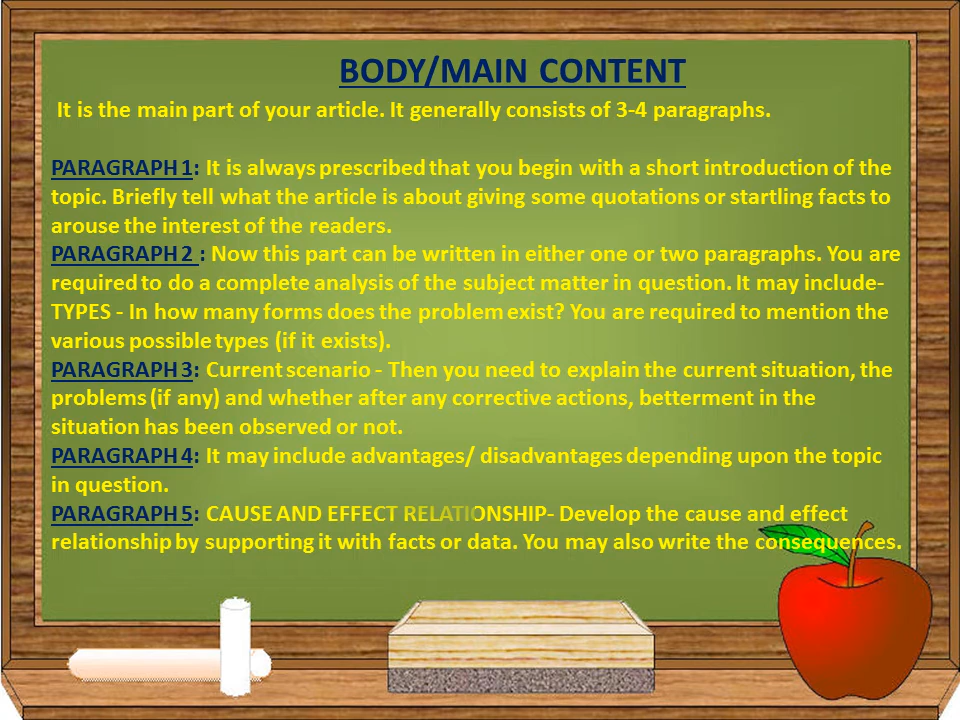 BODY/MAIN CONTENT
It is the main part of your article. It generally consists of 3-4 paragraphs.
PARAGRAPH 1: It is always prescribed that you begin with a short introduction of the
topic. Briefly tell what the article is about giving some quotations or startling facts to
arouse the interest of the readers.
PARAGRAPH 2 : Now this part can be written in either one or two paragraphs. You are
required to do a complete analysis of the subject matter in question. It may include-
TYPES - In how many forms does the problem exist? You are required to mention the
various possible types (if it exists).
PARAGRAPH 3: Current scenario - Then you need to explain the current situation, the
problems (if any) and whether after any corrective actions, betterment in the
situation has been observed or not.
PARAGRAPH 4: It may include advantages/ disadvantages depending upon the topic
in question.
PARAGRAPH 5: CAUSE AND EFFECT RELATIONSHIP- Develop the cause and effect
relationship by supporting it with facts or data. You may also write the consequences.